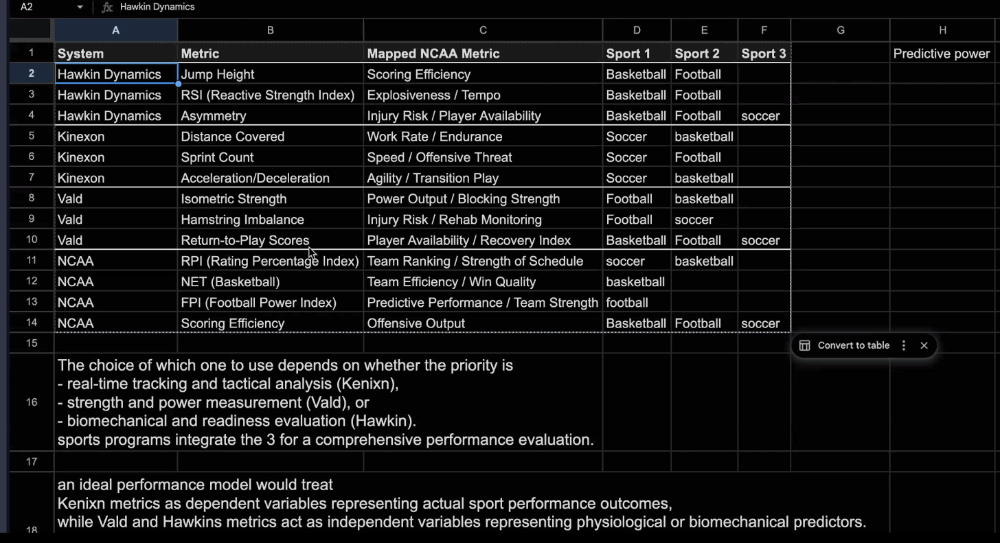 A2 fx Hawkin Dynamics
A B C D E F G H
1 System Metric Mapped NCAA Metric Sport 1 Sport 2 Sport 3 Predictive power
2 Hawkin Dynamics Jump Height Scoring Efficiency Basketball Football
3 Hawkin Dynamics RSI (Reactive Strength Index) Explosiveness / Tempo Basketball Football
4 Hawkin Dynamics Asymmetry Injury Risk / Player Availability Basketball Football soccer
5 Kinexon Distance Covered Work Rate / Endurance Soccer basketball
6 Kinexon Sprint Count Speed / Offensive Threat Soccer Football
7 Kinexon Acceleration/Deceleration Agility / Transition Play Soccer basketball
8 Vald Isometric Strength Power Output / Blocking Strength Football basketball
9 Vald Hamstring Imbalance Injury Risk / Rehab Monitoring Football soccer
10 Vald Return-to-Play Scores Player Availability / Recovery Index Basketball Football soccer
11 NCAA RPI (Rating Percentage Index) Team Ranking / Strength of Schedule soccer basketball
12 NCAA NET (Basketball) Team Efficiency / Win Quality basketball
13 NCAA FPI (Football Power Index) Predictive Performance / Team Strength football
14 NCAA Scoring Efficiency Offensive Output Basketball Football soccer
15
Convert to table
The choice of which one to use depends on whether the priority is
- real-time tracking and tactical analysis (Kenixn),
16
- strength and power measurement (Vald), or
- biomechanical and readiness evaluation (Hawkin).
sports programs integrate the 3 for a comprehensive performance evaluation.
17
an ideal performance model would treat
Kenixn metrics as dependent variables representing actual sport performance outcomes,
while Vald and Hawkins metrics act as independent variables representing physiological or biomechanical predictors.
18